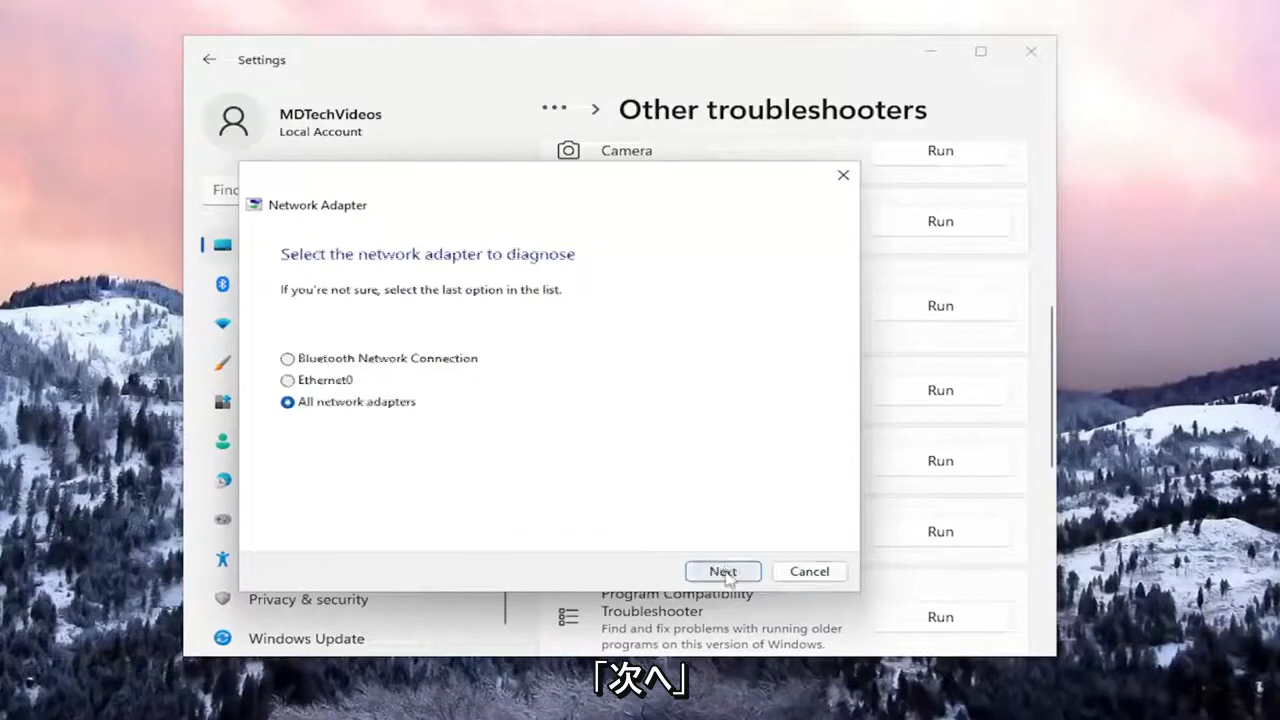 Settings
MDTechVideos
Local Account
Find
Other troubleshooters
Camera
Run
Run
Run
Run
Run
Run
Network Adapter
Select the network adapter to diagnose
If you're not sure, select the last option in the list.
Bluetooth Network Connection
Ethernet0
All network adapters
Next
Cancel
Privacy & security
Windows Update
Program Compatibility
Troubleshooter
Find and fix problems with running older
programs on this version of Windows.
Run
「次へ」